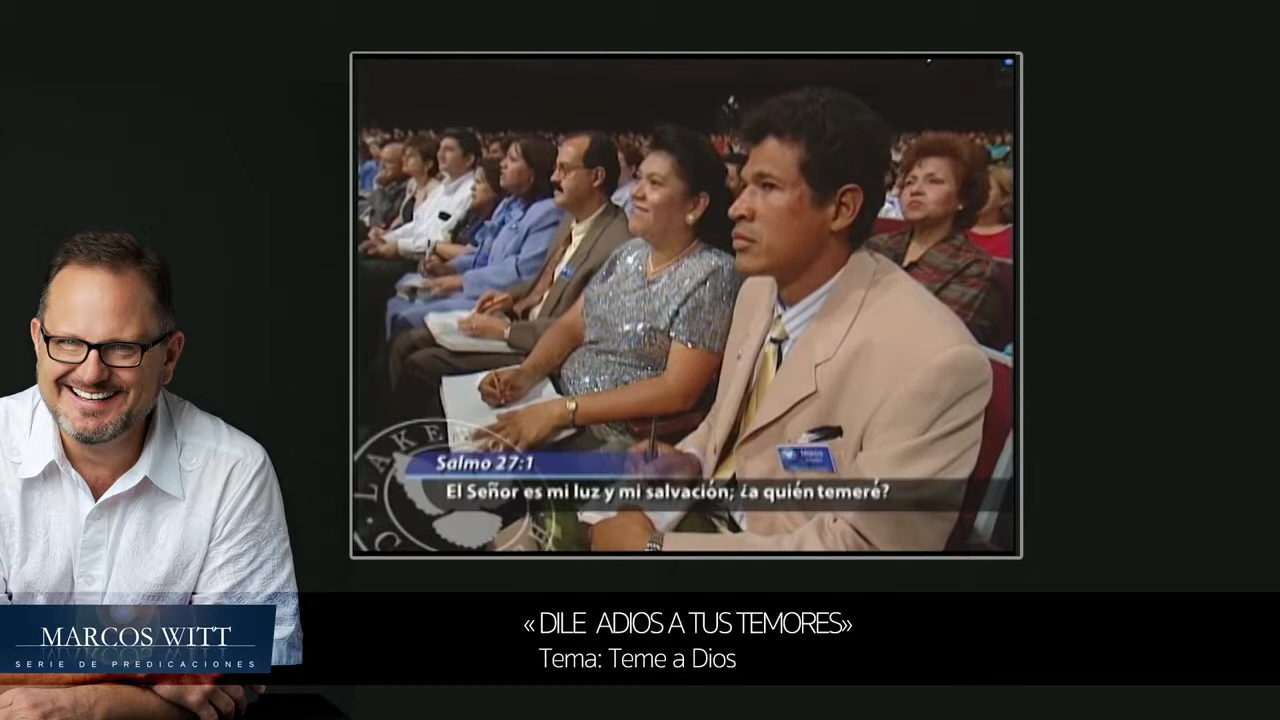 LAKE
Salmo 27:1
El Señor es mi luz y mi salvación; ¿a quién temeré?
MARCOS WITT
SERIE DE PREDICACIONES
« DILE ADIOS A TUS TEMORES»
Tema: Teme a Dios